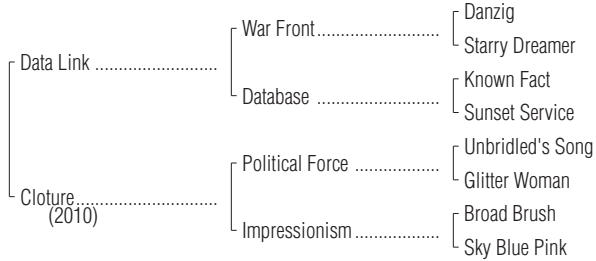 Danzig
War Front.........................
Starry Dreamer
Data Link ..........................
Known Fact
Database ..........................
Sunset Service
Unbridled's Song
Political Force ..................
Glitter Woman
Cloture..............................
(2010)
Broad Brush
Impressionism ..................
Sky Blue Pink